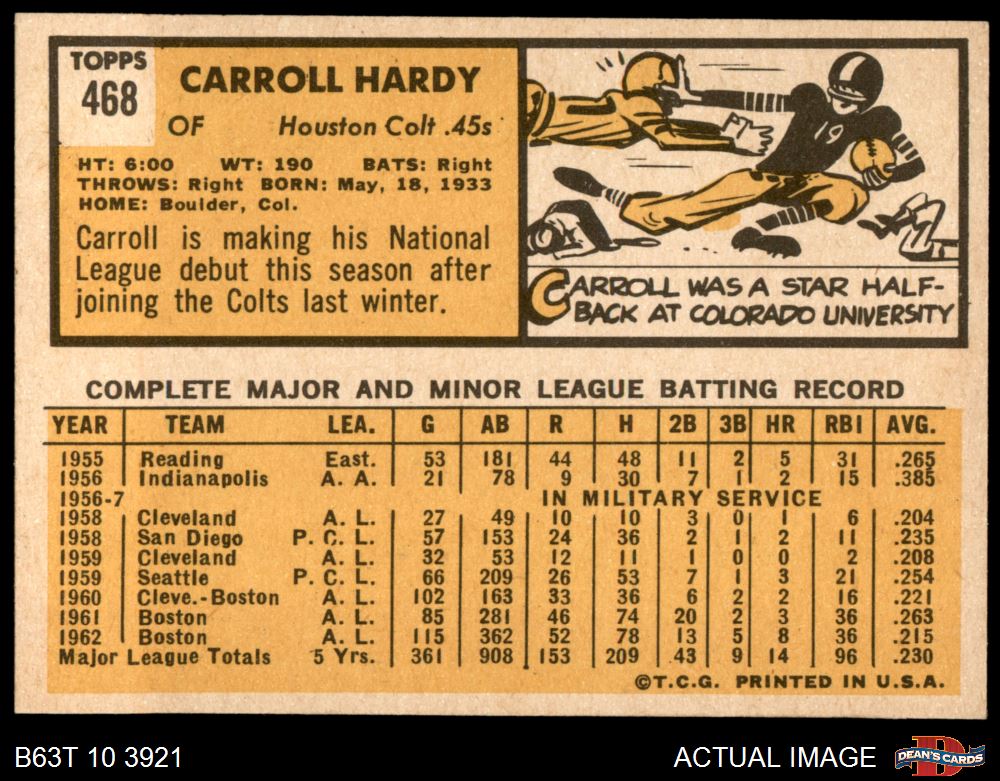 TOPPS
468
CARROLL HARDY
OF Houston Colt .45s
HT: 6:00 WT: 190 BATS: Right
THROWS: Right BORN: May, 18, 1933
HOME: Boulder, Col.
Carroll is making his National
League debut this season after
joining the Colts last winter.
19
CARROLL WAS A STAR HALF-
BACK AT COLORADO UNIVERSITY
COMPLETE MAJOR AND MINOR LEAGUE BATTING RECORD
YEAR TEAM LEA. G AB R H 2B 3B HR RBI AVG.
1955 Reading East. 53 181 44 48 11 2 5 31 .265
1956 Indianapolis A. A. 21 78 9 30 7 1 2 15 .385
1956-7 IN MILITARY SERVICE
1958 Cleveland A. L. 27 49 10 10 3 0 1 6 .204
1958 San Diego P. C. L. 57 153 24 36 2 1 2 11 .235
1959 Cleveland A. L. 32 53 12 11 1 0 0 2 .208
1959 Seattle P. C. L. 66 209 26 53 7 1 3 21 .254
1960 Cleve.-Boston A. L. 102 163 33 36 6 2 2 16 .221
1961 Boston A. L. 85 281 46 74 20 2 3 36 .263
1962 Boston A. L. 115 362 52 78 13 5 8 36 .215
Major League Totals 5 Yrs. 361 908 153 209 43 9 14 96 .230
©T.C.G. PRINTED IN U.S.A.
B63T 10 3921
ACTUAL IMAGE
D
DEAN'S CARDS